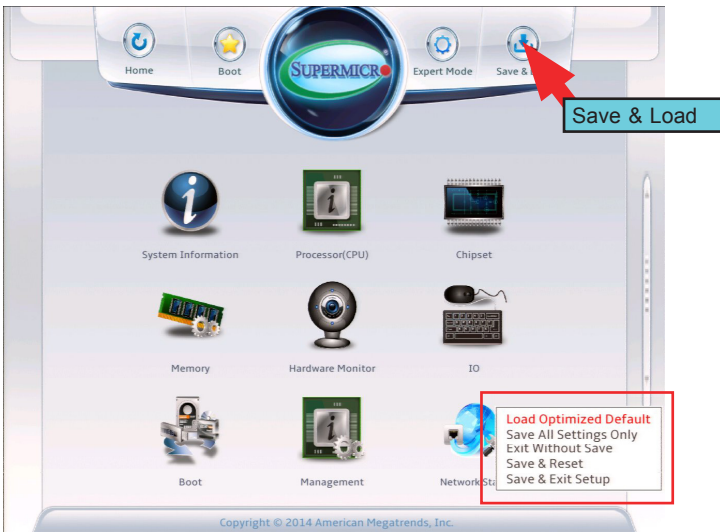 Home
Boot
SUPERMICR
Expert Mode
Save &
Save & Load
System Information
Processor(CPU)
Chipset
Memory
Hardware Monitor
IO
Boot
Management
Network Sta
Load Optimized Default
Save All Settings Only
Exit Without Save
Save & Reset
Save & Exit Setup
Copyright © 2014 American Megatrends, Inc.